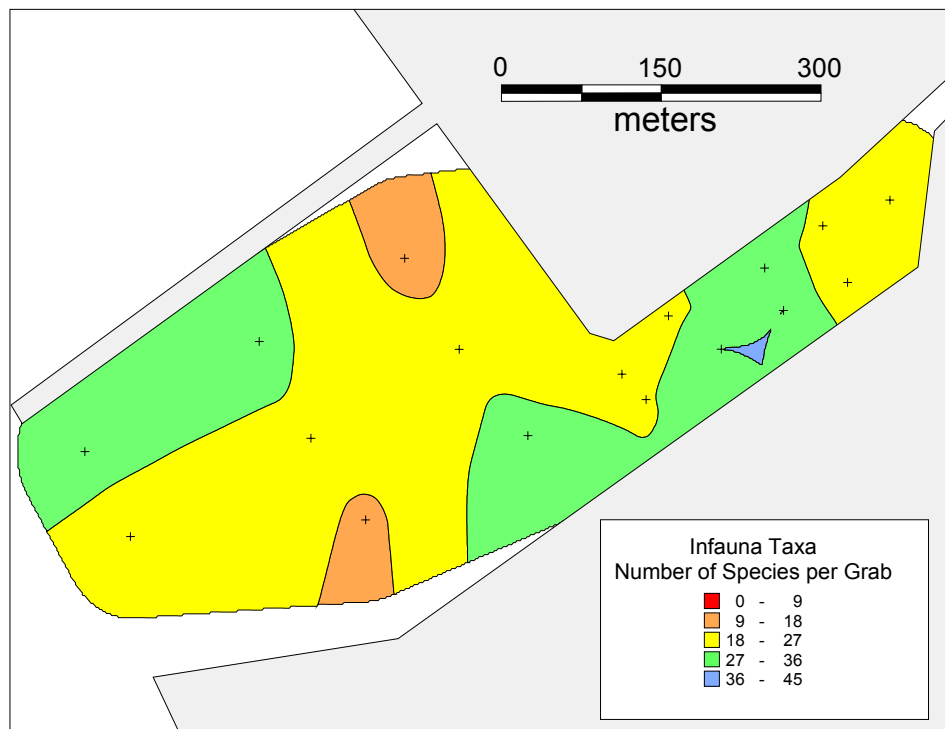 0 150 300
meters
Infauna Taxa
Number of Species per Grab
0 - 9
9 - 18
18 - 27
27 - 36
36 - 45